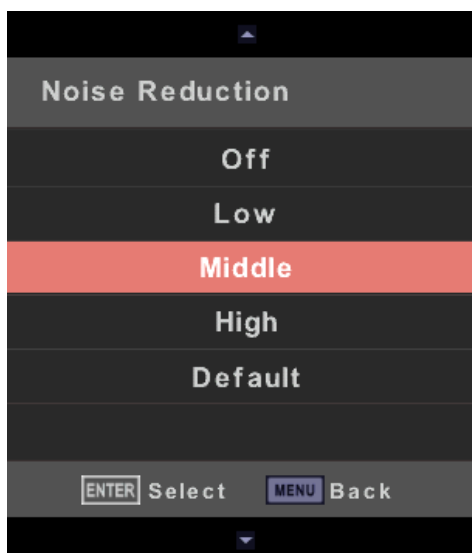 Noise Reduction
Off
Low
Middle
High
Default
ENTER Select MENU Back